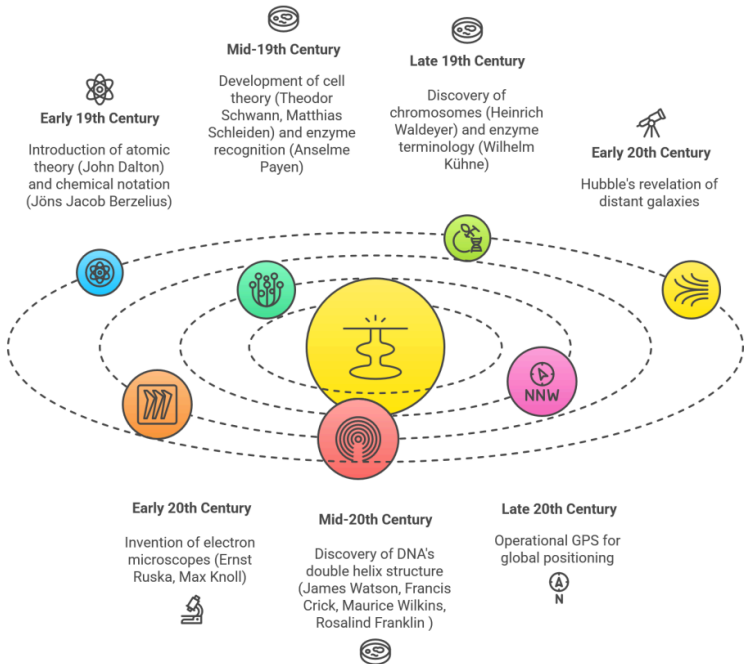 Early 19th Century
Introduction of atomic
theory (John Dalton)
and chemical notation
(Jöns Jacob Berzelius)
Mid-19th Century
Development of cell
theory (Theodor
Schwann, Matthias
Schleiden) and enzyme
recognition (Anselme
Payen)
Late 19th Century
Discovery of
chromosomes (Heinrich
Waldeyer) and enzyme
terminology (Wilhelm
Kühne)
Early 20th Century
Hubble's revelation of
distant galaxies
NNW
Early 20th Century
Invention of electron
microscopes (Ernst
Ruska, Max Knoll)
Mid-20th Century
Discovery of DNA's
double helix structure
(James Watson, Francis
Crick, Maurice Wilkins,
Rosalind Franklin )
Late 20th Century
Operational GPS for
global positioning
N